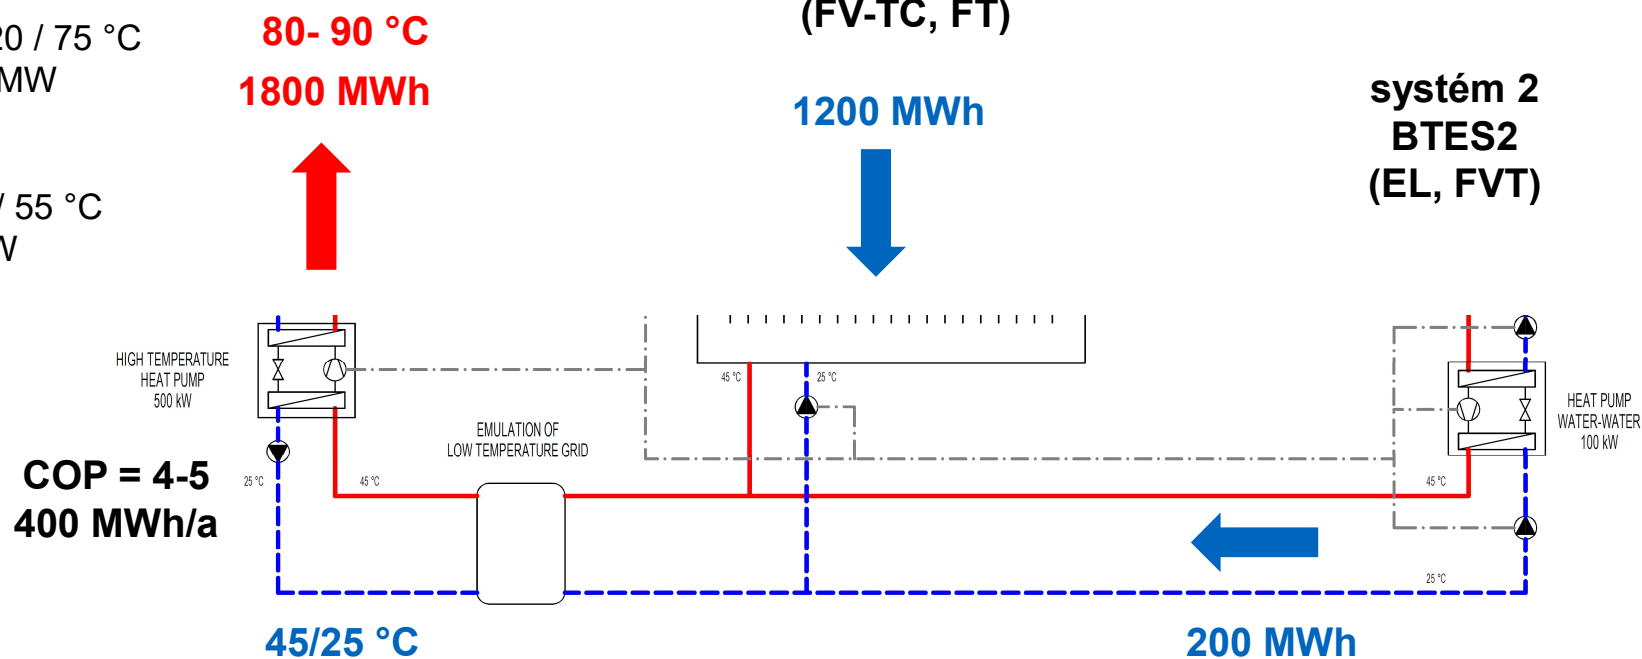 20 / 75 °C
MW
/ 55 °C
W
80- 90 °C
1800 MWh
(FV-TC, FT)
1200 MWh
systém 2
BTES2
(EL, FVT)
HIGH TEMPERATURE
HEAT PUMP
500 kW
45 °C
25 °C
HEAT PUMP
WATER-WATER
100 kW
EMULATION OF
LOW TEMPERATURE GRID
COP = 4-5
400 MWh/a
25 °C
45 °C
45 °C
25 °C
45/25 °C
200 MWh